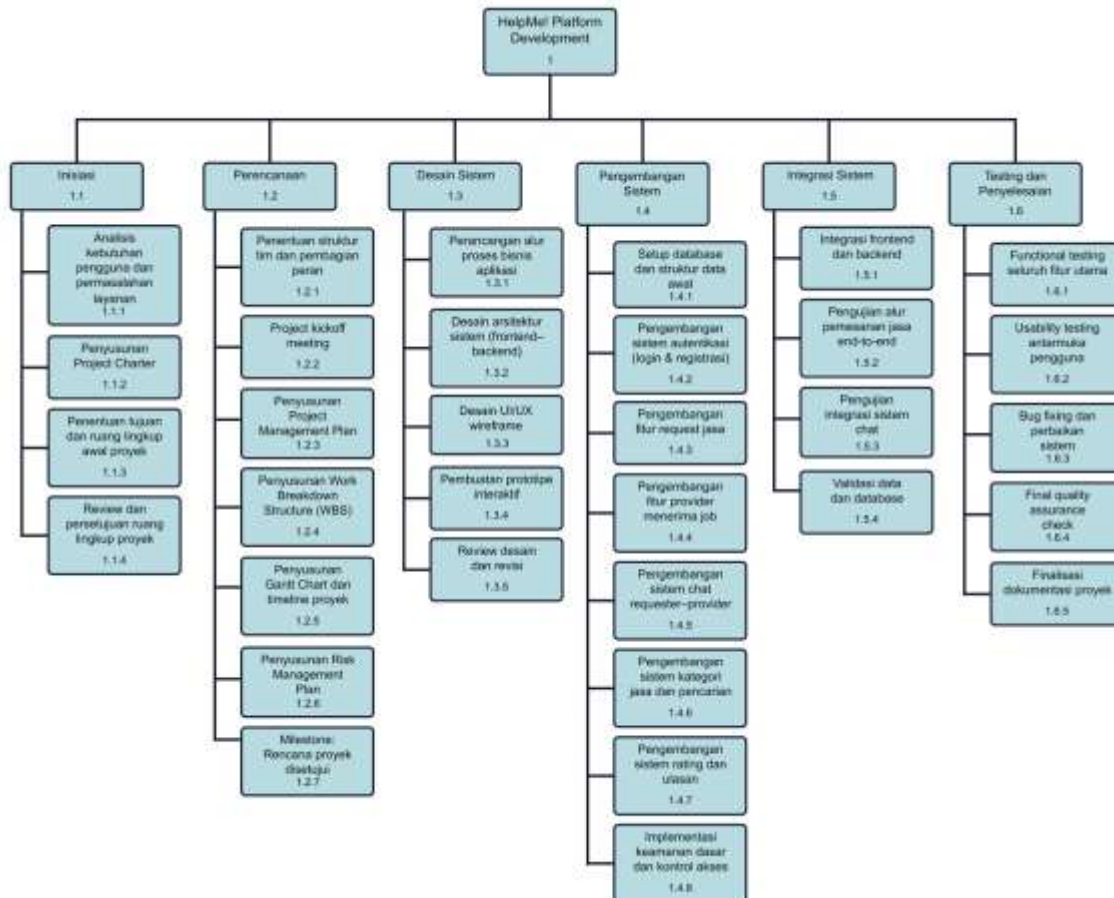 HelpMe! Platform
Development
1
Inisiasi
1.1
Analisis
kebutuhan
pengguna dan
permasalahan
layanan
1.1.1
Penyusunan
Project Charter
1.1.2
Penentuan tujuan
dan ruang lingkup
awal proyek
1.1.3
Review dan
persetujuan ruang
lingkup proyek
1.1.4
Perencanaan
1.2
Penentuan struktur
tim dan pembagian
peran
1.2.1
Project kickoff
meeting
1.2.2
Penyusunan
Project
Management Plan
1.2.3
Penyusunan Work
Breakdown
Structure (WBS)
1.2.4
Penyusunan
Gantt Chart dan
timeline proyek
1.2.5
Penyusunan Risk
Management
Plan
1.2.6
Milestone:
Rencana proyek
disetujui
1.2.7
Desain Sistem
1.3
Perancangan alur
proses bisnis
aplikasi
1.3.1
Desain arsitektur
sistem (frontend–
backend)
1.3.2
Desain UI/UX
wireframe
1.3.3
Pembuatan prototipe
interaktif
1.3.4
Review desain
dan revisi
1.3.5
Pengembangan
Sistem
1.4
Setup database
dan struktur data
awal
1.4.1
Pengembangan
sistem autentikasi
(login & registrasi)
1.4.2
Pengembangan
fitur request jasa
1.4.3
Pengembangan
fitur provider
menerima job
1.4.4
Pengembangan
sistem chat
requester–provider
1.4.5
Pengembangan
sistem kategori
jasa dan pencarian
1.4.6
Pengembangan
sistem rating dan
ulasan
1.4.7
Implementasi
keamanan dasar
dan kontrol akses
1.4.8
Integrasi Sistem
1.5
Integrasi frontend
dan backend
1.5.1
Pengujian alur
pemesanan jasa
end-to-end
1.5.2
Pengujian
integrasi sistem
chat
1.5.3
Validasi data
dan database
1.5.4
Testing dan
Penyelesaian
1.6
Functional testing
seluruh fitur utama
1.6.1
Usability testing
antarmuka
pengguna
1.6.2
Bug fixing dan
perbaikan
sistem
1.6.3
Final quality
assurance
check
1.6.4
Finalisasi
dokumentasi proyek
1.6.5